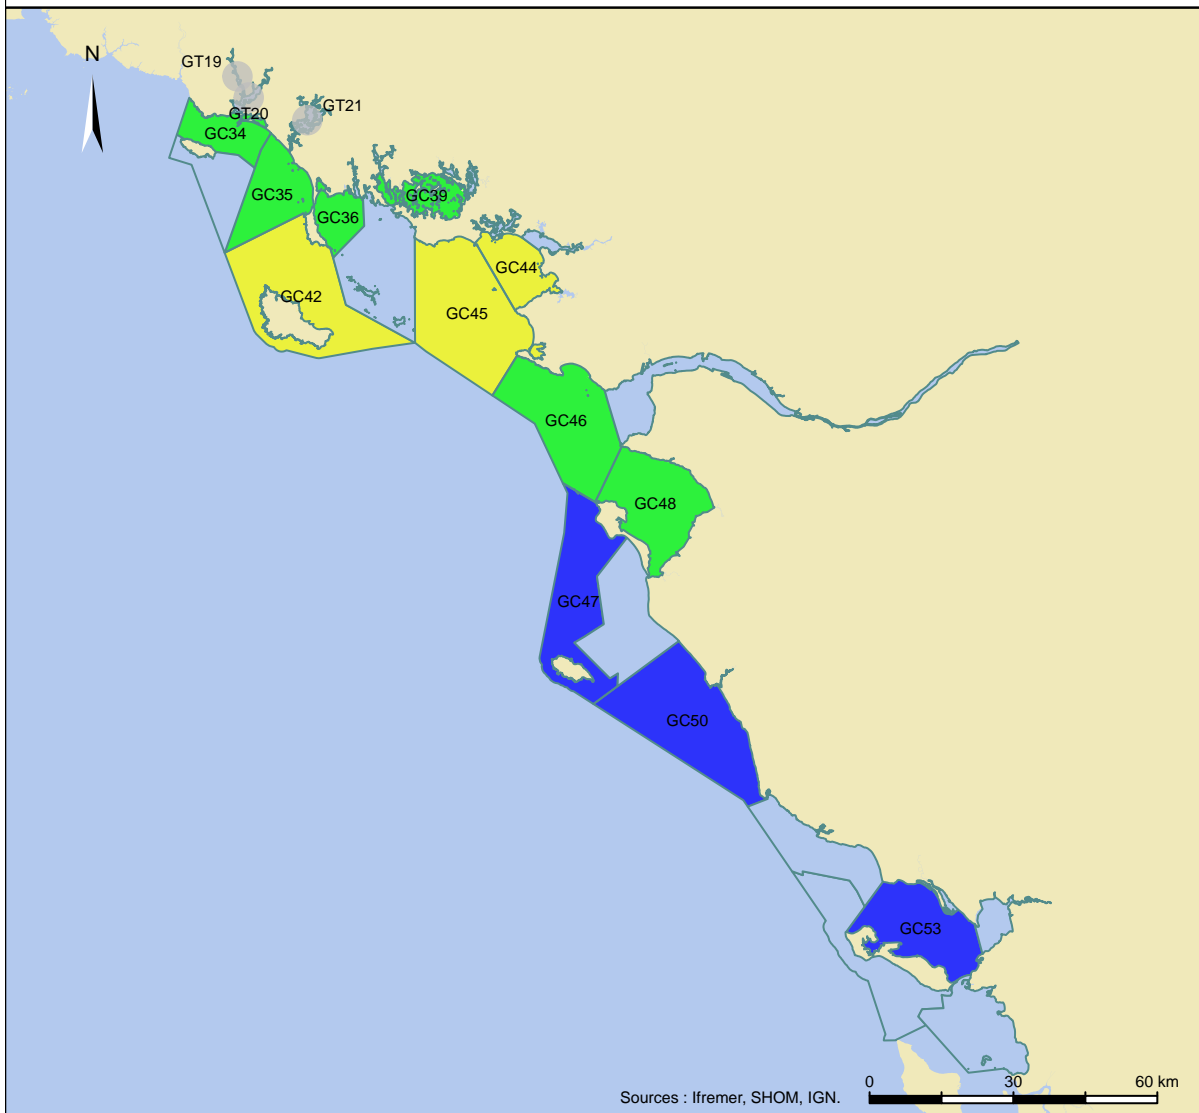 N
GT19
GT20
GT21
GC34
GC35
GC36
GC39
GC42
GC44
GC45
GC46
GC48
GC47
GC50
GC53
0 30 60 km
Sources : Ifremer, SHOM, IGN.